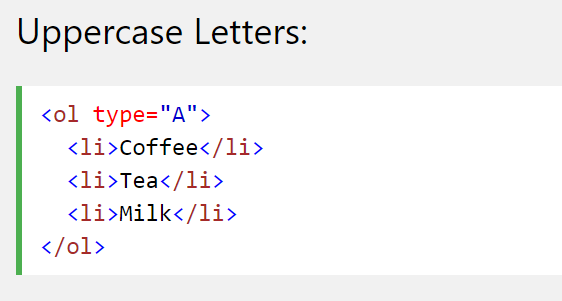 Uppercase Letters:
<ol type="A">
  <li>Coffee</li>
  <li>Tea</li>
  <li>Milk</li>
</ol>